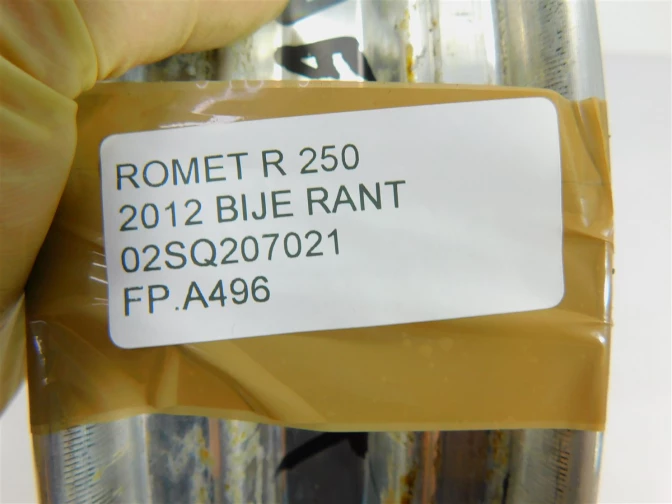 ROMET R 250
2012 BIJE RANT
02SQ207021
FP.A496